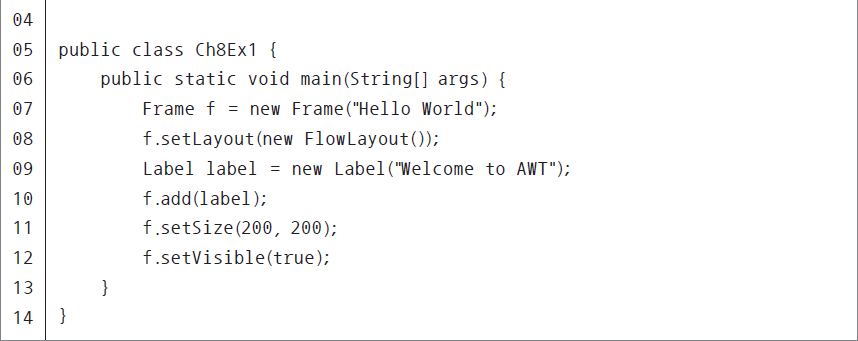 04
05 public class Ch8Ex1 {
06     public static void main(String[] args) {
07         Frame f = new Frame("Hello World");
08         f.setLayout(new FlowLayout());
09         Label label = new Label("Welcome to AWT");
10         f.add(label);
11         f.setSize(200, 200);
12         f.setVisible(true);
13     }
14 }